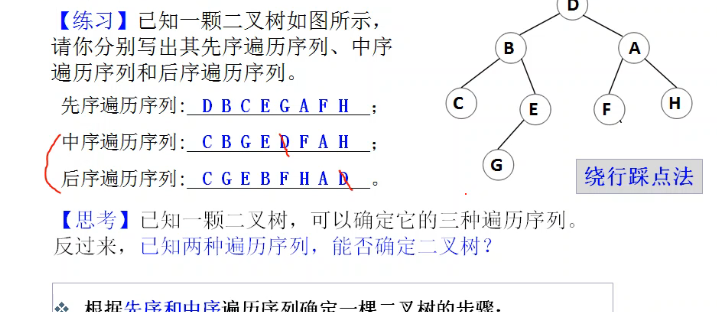 【练习】已知一颗二叉树如图所示，
请你分别写出其先序遍历序列、中序
遍历序列和后序遍历序列。
先序遍历序列: D B C E G A F H ；
中序遍历序列: C B G E D F A H ；
后序遍历序列: C G E B F H A D 。
D
B A
C E F H
G
绕行踩点法
【思考】已知一颗二叉树，可以确定它的三种遍历序列。
反过来，已知两种遍历序列，能否确定二叉树？
❖ 根据先序和中序遍历序列确定一棵二叉树的步骤：